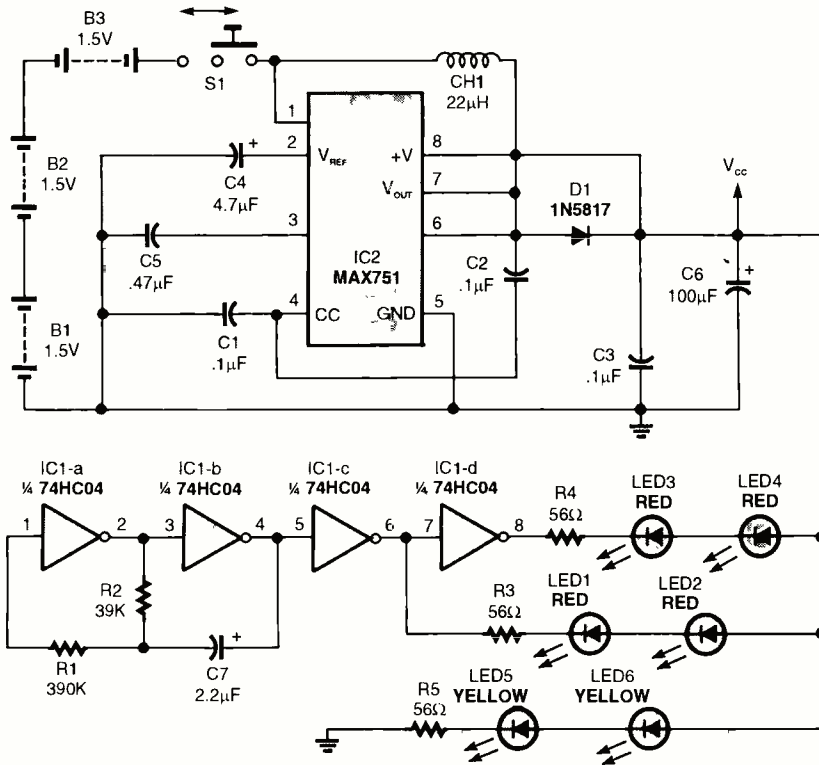 B3
1.5V
S1
CH1
22µH
B2
1.5V
B1
1.5V
C4
4.7µF
+
C5
.47µF
C1
.1µF
1
2
3
4
V_REF
CC
+V
V_OUT
GND
IC2
MAX751
8
7
6
5
C2
.1µF
D1
1N5817
V_CC
C6
100µF
+
C3
.1µF
IC1-a
¼ 74HC04
IC1-b
¼ 74HC04
IC1-c
¼ 74HC04
IC1-d
¼ 74HC04
1
2
3
4
5
6
7
8
R4
56Ω
LED3
RED
LED4
RED
R2
39K
R1
390K
+
C7
2.2µF
R3
56Ω
LED1
RED
LED2
RED
R5
56Ω
LED5
YELLOW
LED6
YELLOW